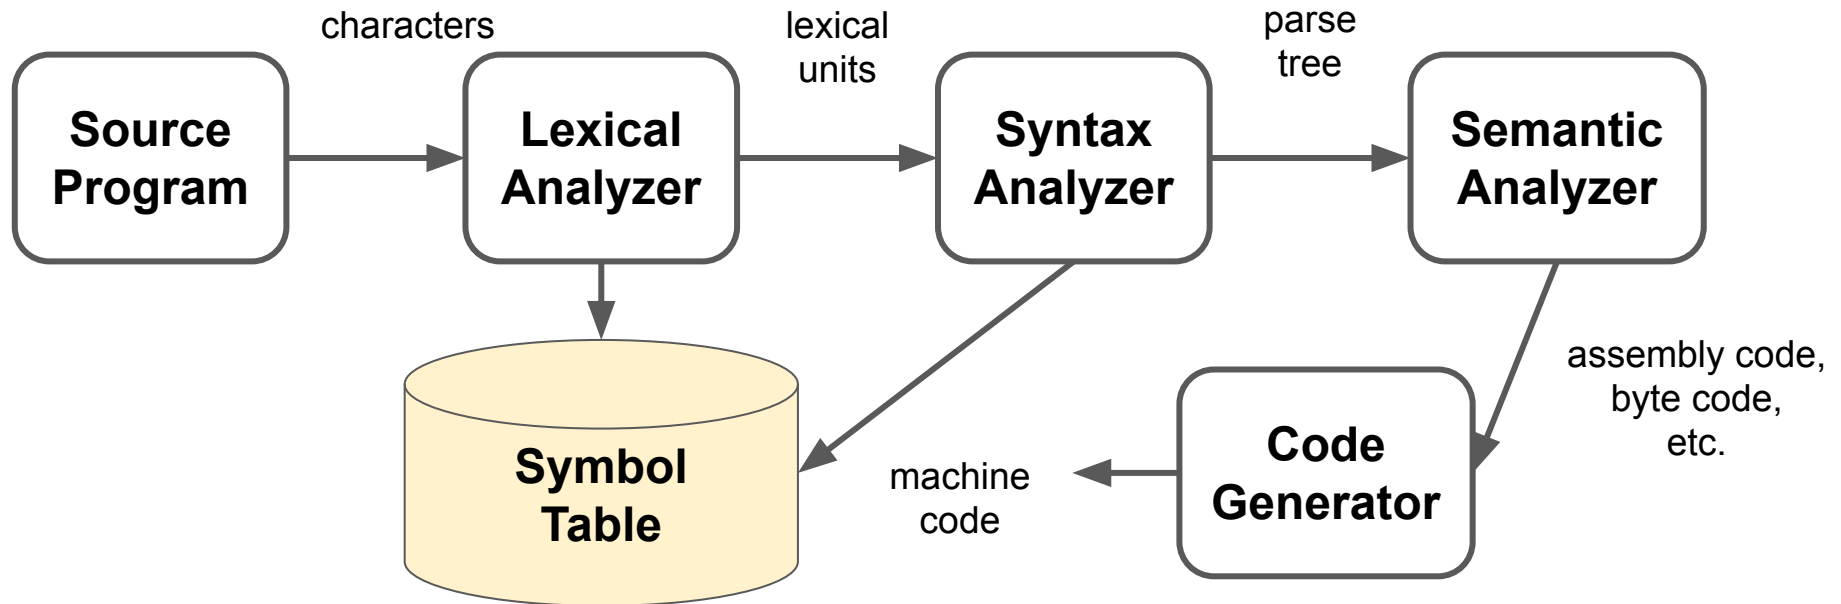 characters
lexical
units
parse
tree
Source
Program
Lexical
Analyzer
Syntax
Analyzer
Semantic
Analyzer
assembly code,
byte code,
etc.
Symbol
Table
machine
code
Code
Generator